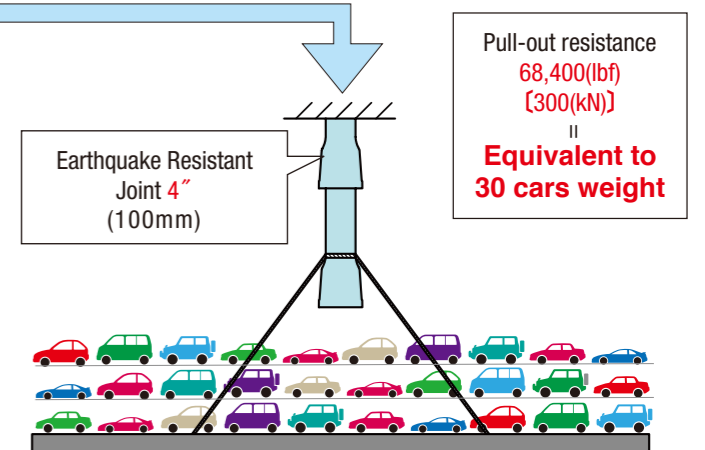 Pull-out resistance
68,400(lbf)
〔300(kN)〕
=
Equivalent to
30 cars weight
Earthquake Resistant
Joint 4″
(100mm)